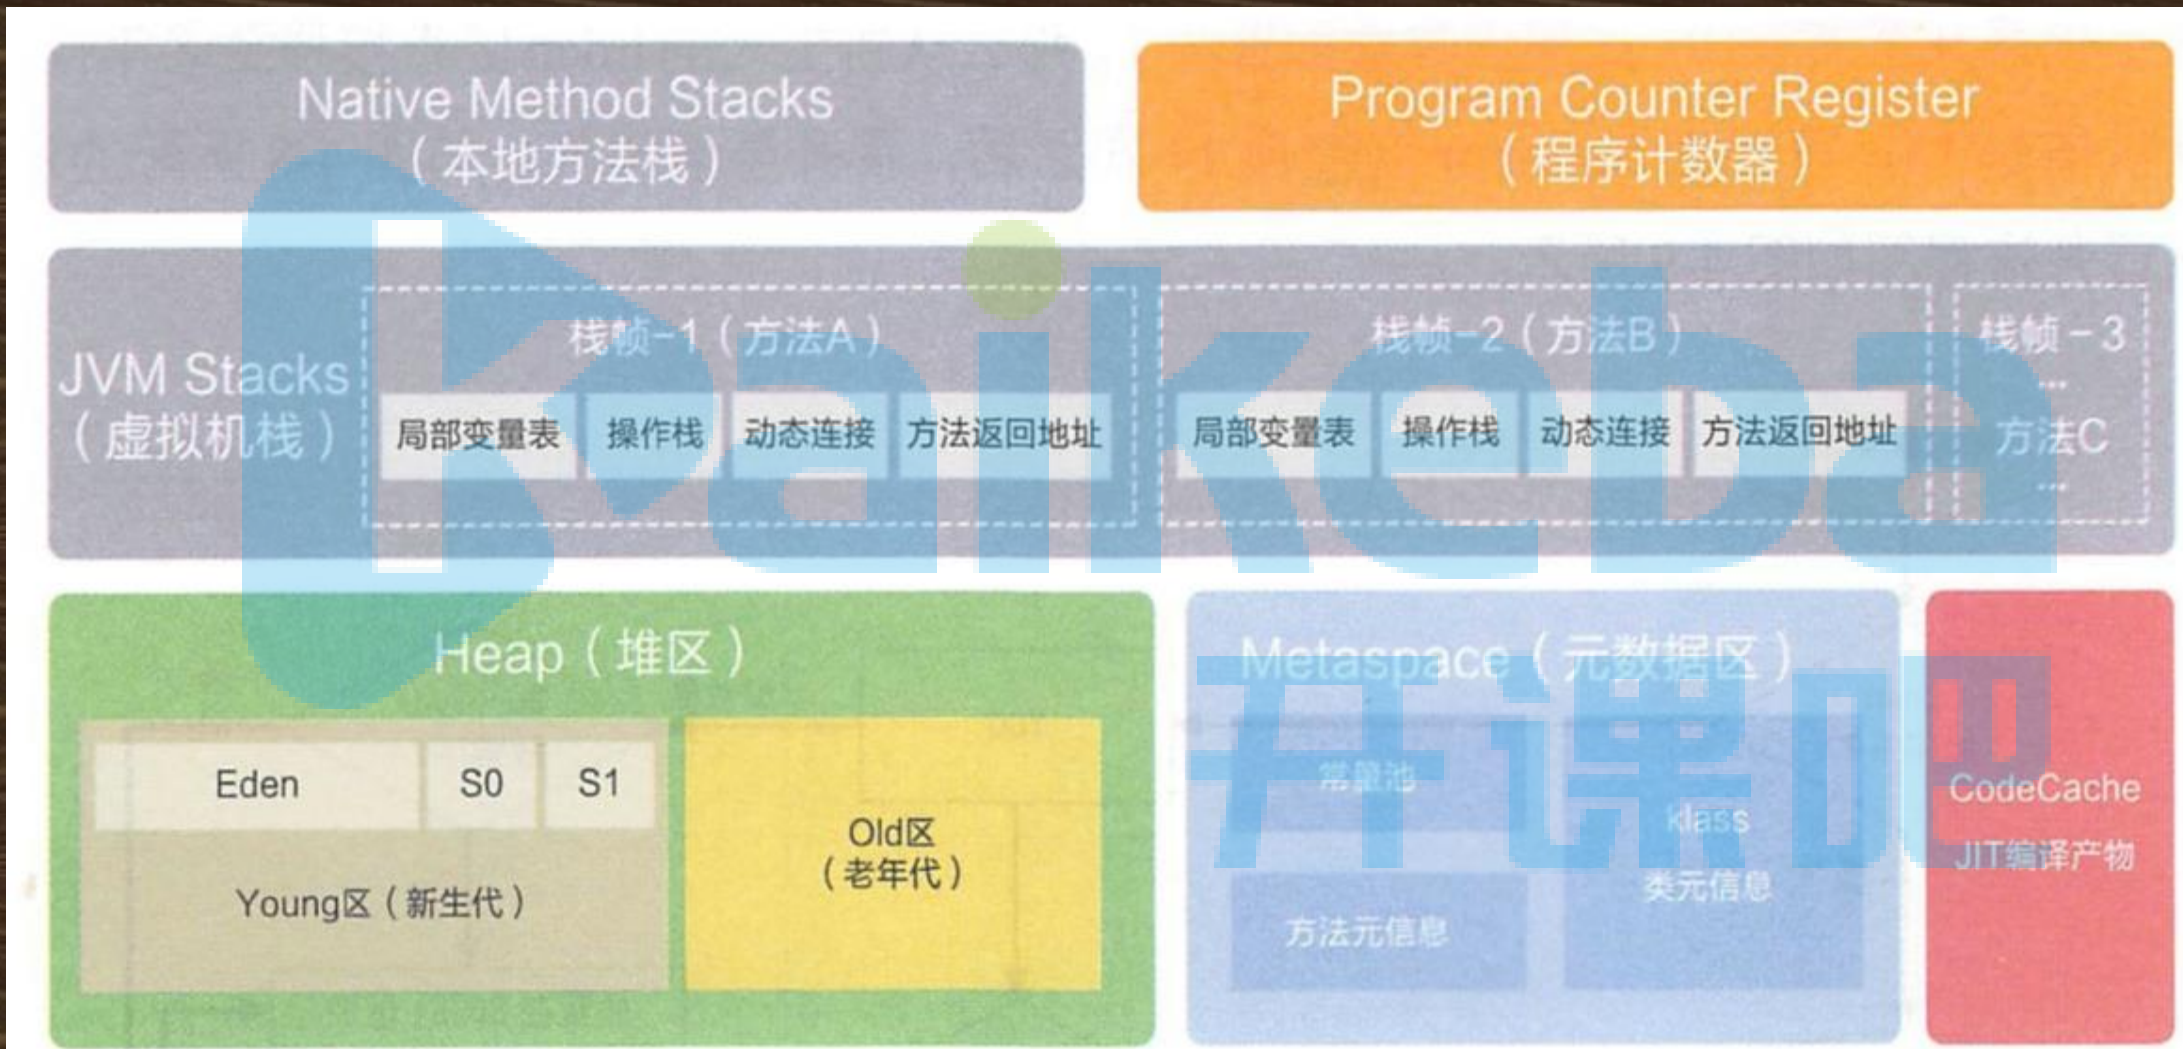 Native Method Stacks
（本地方法栈）
Program Counter Register
（程序计数器）
JVM Stacks
（虚拟机栈）
栈帧-1（方法A）
局部变量表
操作栈
动态连接
方法返回地址
栈帧-2（方法B）
局部变量表
操作栈
动态连接
方法返回地址
栈帧-3
...
方法C
...
Heap（堆区）
Eden
S0
S1
Young区（新生代）
Old区
（老年代）
Metaspace（元数据区）
常量池
方法元信息
klass
类元信息
CodeCache
JIT编译产物
kaikeba
开课吧